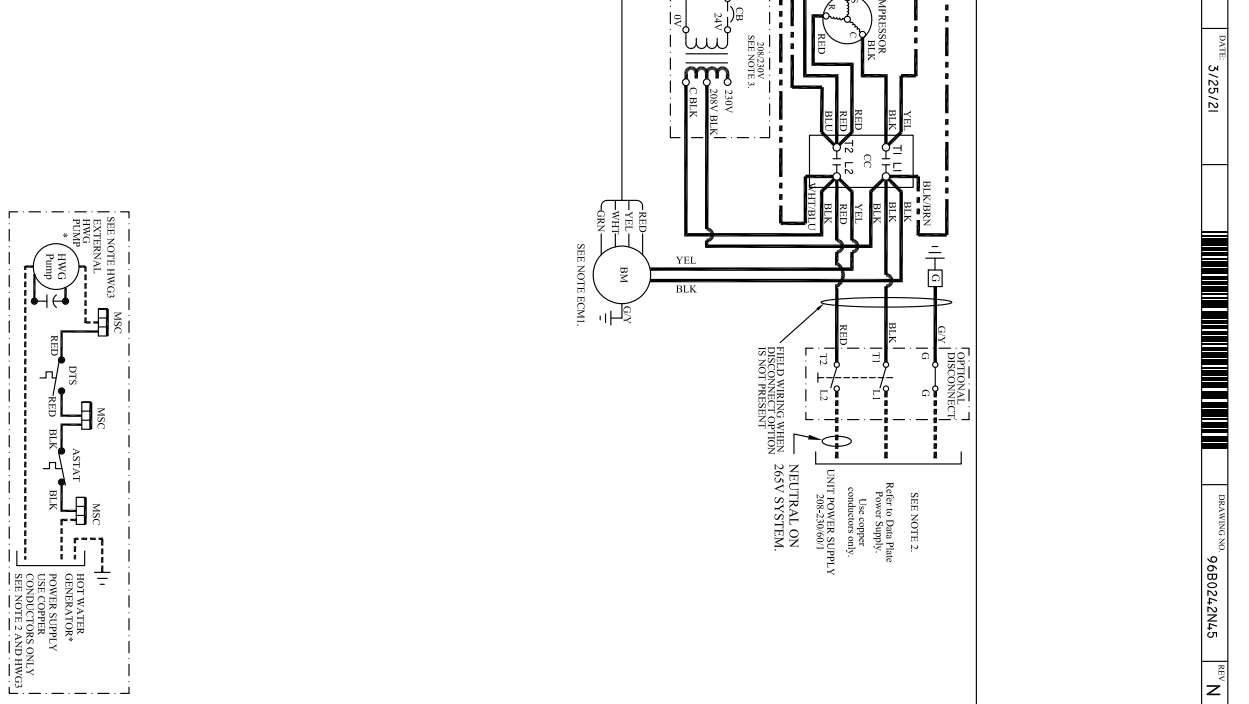 DATE:
3/25/21
DRAWING NO.
96B0242N45
REV
N
COMPRESSOR
S
R
C
RED
BLK
CB
24V
0V
208/230V
SEE NOTE 3.
230V
208V BLK
C BLK
BLU
RED
RED
BLK
YEL
T2
L2
CC
T1
L1
WHT/BLU
BLK
RED
YEL
BLK
BLK
BLK
BLK/BRN
RED
YEL
WHT
GRN
BM
YEL
BLK
G/Y
SEE NOTE ECM1.
G
RED
BLK
G/Y
FIELD WIRING WHEN
DISCONNECT OPTION
IS NOT PRESENT
OPTIONAL
DISCONNECT
T2
T1
G
L2
L1
G
NEUTRAL ON
265V SYSTEM.
SEE NOTE 2.
Refer to Data Plate
Power Supply.
Use copper
conductors only.
UNIT POWER SUPPLY
208-230/60/1
SEE NOTE HWG3
EXTERNAL
HWG
PUMP
*
HWG
Pump
MSC
RED
DTS
RED
MSC
BLK
ASTAT
BLK
MSC
HOT WATER
GENERATOR*
POWER SUPPLY
USE COPPER
CONDUCTORS ONLY
SEE NOTE 2 AND HWG3